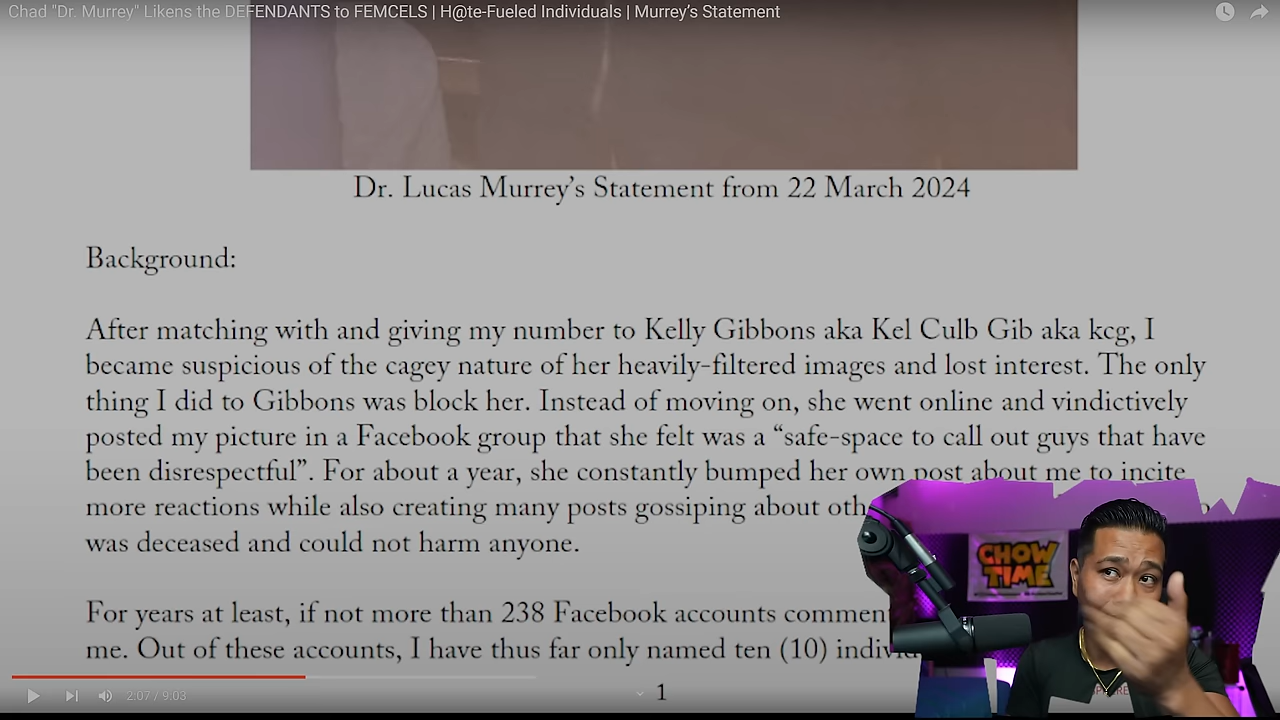 Chad "Dr. Murrey" Likens the DEFENDANTS to FEMCELS | H@te-Fueled Individuals | Murrey’s Statement
Dr. Lucas Murrey’s Statement from 22 March 2024
Background:
After matching with and giving my number to Kelly Gibbons aka Kel Culb Gib aka kcg, I
became suspicious of the cagey nature of her heavily-filtered images and lost interest. The only
thing I did to Gibbons was block her. Instead of moving on, she went online and vindictively
posted my picture in a Facebook group that she felt was a “safe-space to call out guys that have
been disrespectful”. For about a year, she constantly bumped her own post about me to incite
more reactions while also creating many posts gossiping about
was deceased and could not harm anyone.
For years at least, if not more than 238 Facebook accounts
me. Out of these accounts, I have thus far only named ten (10)
1
CHOW
TIME
2:07 / 9:03